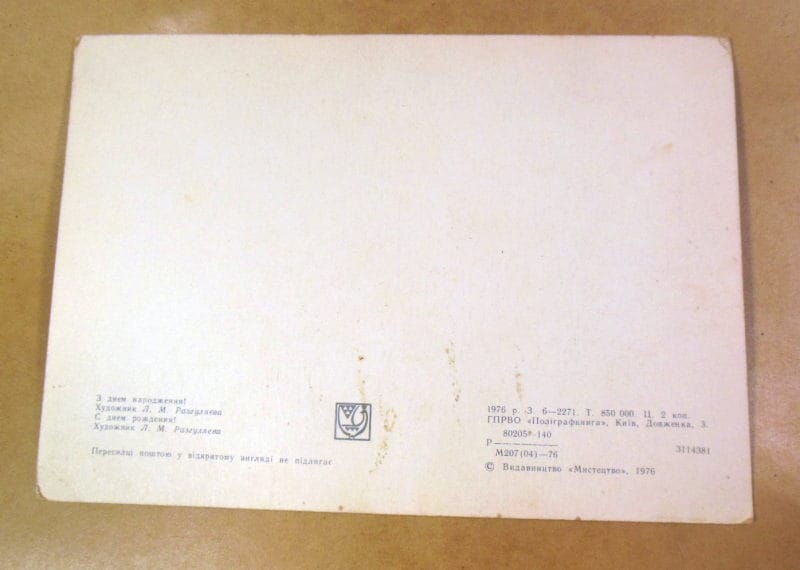 З днем народження!
Художник Л. М. Разгуляева
С днем рождения!
Художник Л. М. Разгуляева
Пересилці поштою у відкритому вигляді не підлягає
1976 р. З. 6—2271. Т. 850 000. Ц. 2 коп.
ГПРВО «Поліграфкнига», Київ, Довженка, 3.
80205*-140
Р
М207(04)—76
3114381
© Видавництво «Мистецтво», 1976